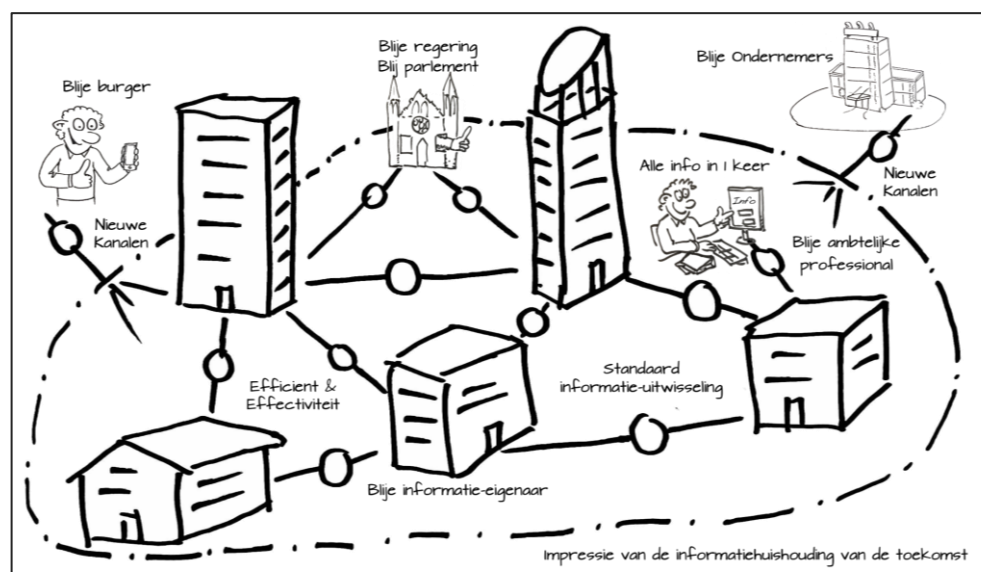 Blije regering
Blij parlement
Blije Ondernemers
Blije burger
Alle info in 1 keer
Info
Nieuwe
Kanalen
Nieuwe
Kanalen
Blije ambtelijke
professional
Efficient &
Effectiviteit
Standaard
informatie-uitwisseling
Blije informatie-eigenaar
Impressie van de informatiehuishouding van de toekomst